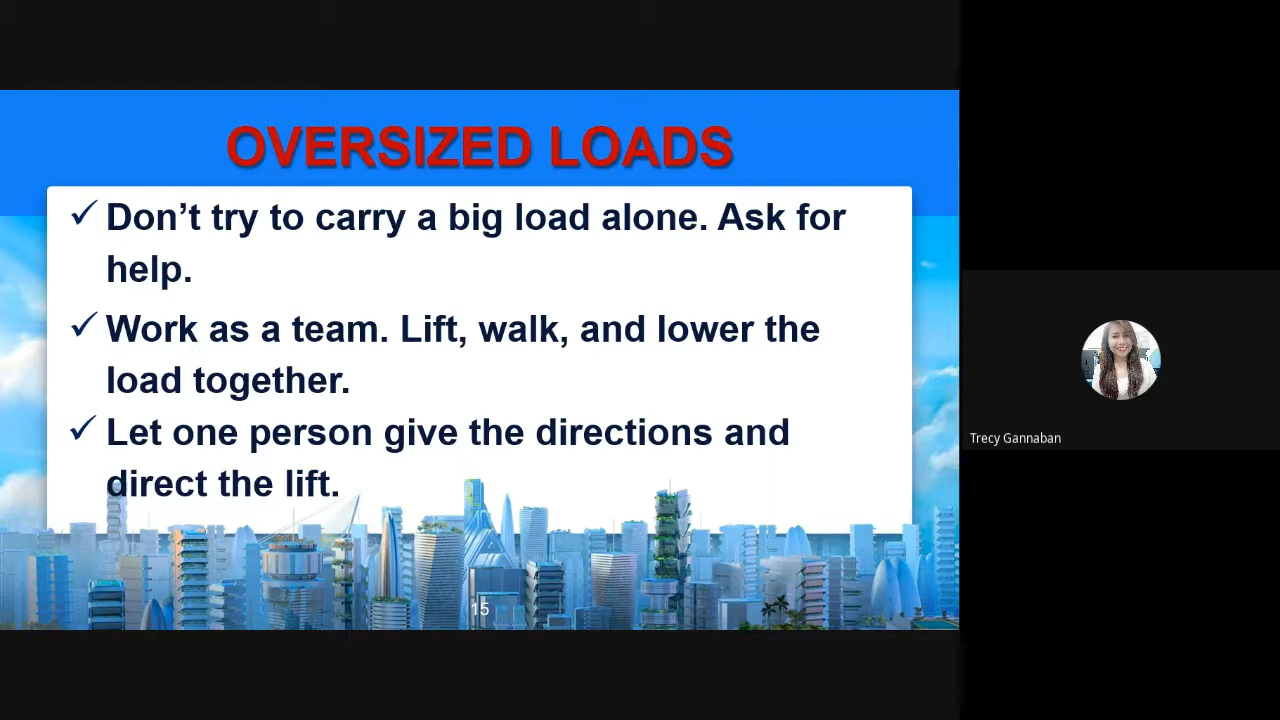 OVERSIZED LOADS
✓ Don’t try to carry a big load alone. Ask for
help.
✓ Work as a team. Lift, walk, and lower the
load together.
✓ Let one person give the directions and
direct the lift.
15
Trecy Gannaban